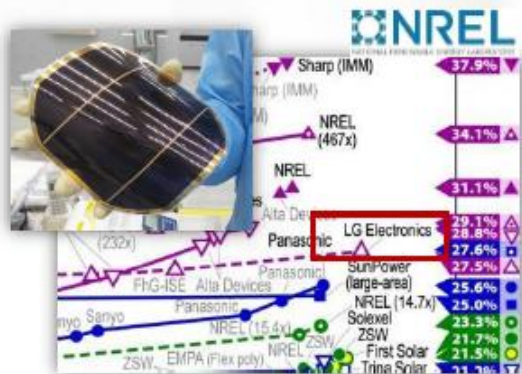 NREL
NATIONAL RENEWABLE ENERGY LABORATORY
Sharp (IMM)
37.9%
harp (IMM)
NREL
(467x)
34.1%
NREL
31.1%
Alta Devices
LG Electronics
29.1%
28.8%
Panasonic
27.6%
(232x)
27.5%
FhG-ISE
Alta Devices
Panasonic
SunPower
(large-area)
25.6%
Panasonic
NREL (14.7x)
25.0%
nyo
Sanyo
NREL (15.4x)
Solexel
23.3%
ZSW
ZSW
21.7%
ZSW
EMPA (Flex poly)
NREL
First Solar
21.5%
Trina Solar